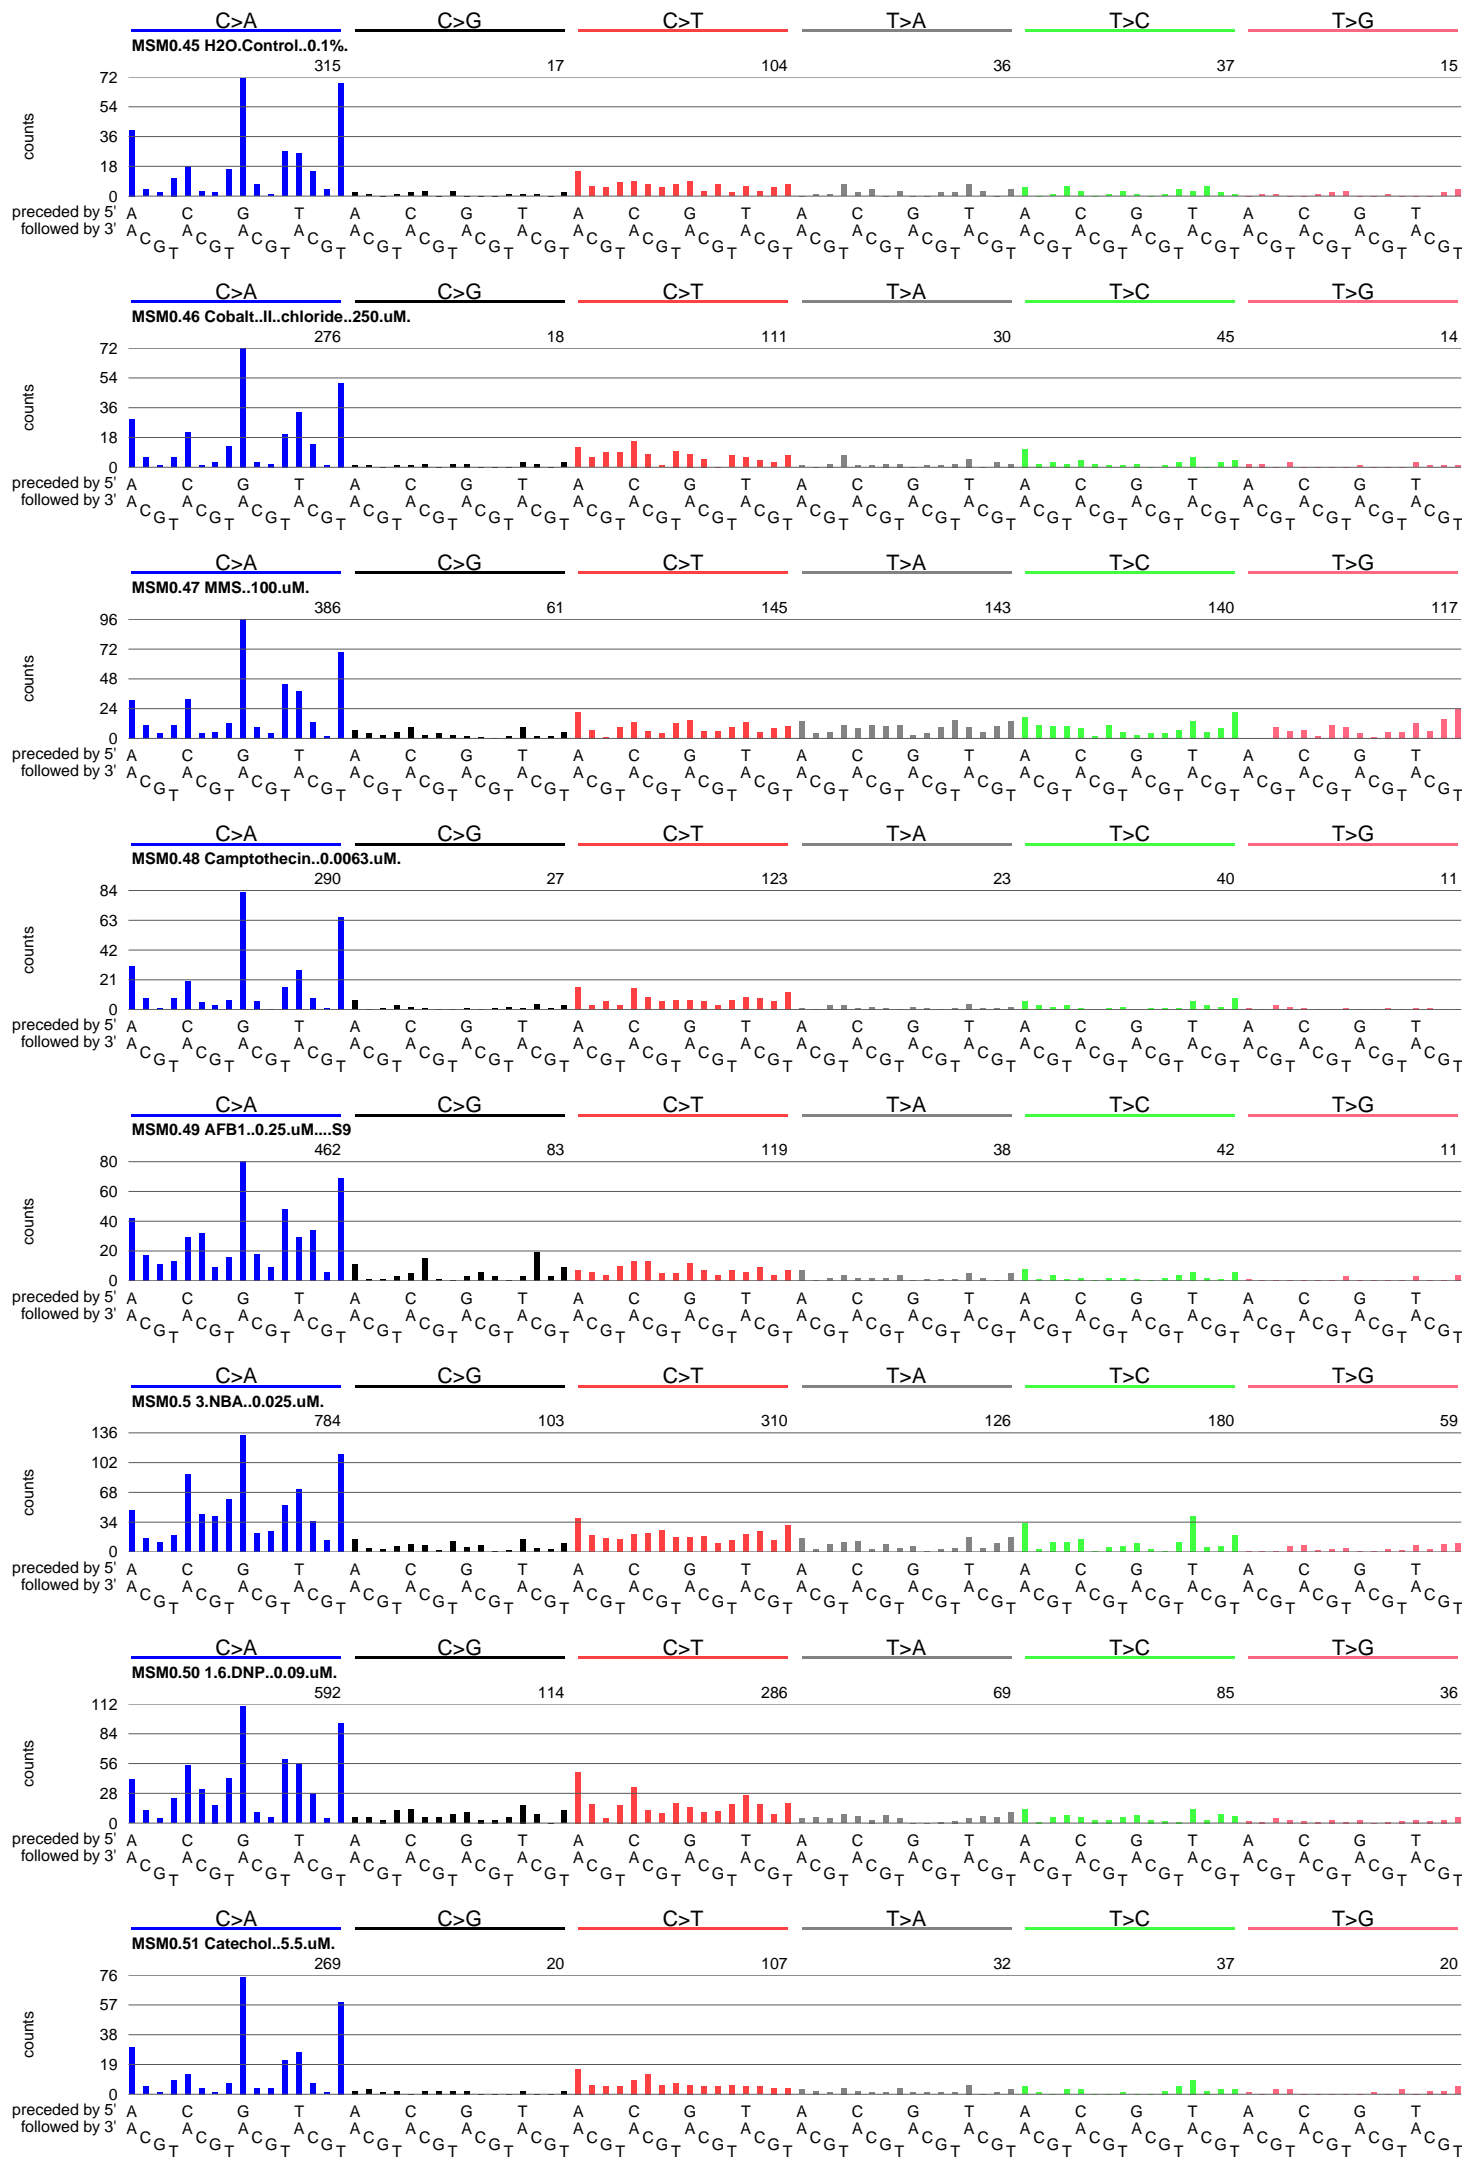 C>A C>G C>T T>A T>C T>G
MSM0.45 H2O.Control..0.1%.
315 17 104 36 37 15
72
54
36
18
0
counts
preceded by 5' A C G T A C G T A C G T A C G T A C G T A C G T
followed by 3' A C G T A C G T A C G T A C G T A C G T A C G T A C G T A C G T A C G T A C G T A C G T A C G T A C G T A C G T A C G T A C G T A C G T A C G T A C G T A C G T A C G T A C G T A C G T A C G T
C>A C>G C>T T>A T>C T>G
MSM0.46 Cobalt..II..chloride..250.uM.
276 18 111 30 45 14
72
54
36
18
0
counts
preceded by 5' A C G T A C G T A C G T A C G T A C G T A C G T
followed by 3' A C G T A C G T A C G T A C G T A C G T A C G T A C G T A C G T A C G T A C G T A C G T A C G T A C G T A C G T A C G T A C G T A C G T A C G T A C G T A C G T A C G T A C G T A C G T A C G T
C>A C>G C>T T>A T>C T>G
MSM0.47 MMS..100.uM.
386 61 145 143 140 117
96
72
48
24
0
counts
preceded by 5' A C G T A C G T A C G T A C G T A C G T A C G T
followed by 3' A C G T A C G T A C G T A C G T A C G T A C G T A C G T A C G T A C G T A C G T A C G T A C G T A C G T A C G T A C G T A C G T A C G T A C G T A C G T A C G T A C G T A C G T A C G T A C G T
C>A C>G C>T T>A T>C T>G
MSM0.48 Camptothecin..0.0063.uM.
290 27 123 23 40 11
84
63
42
21
0
counts
preceded by 5' A C G T A C G T A C G T A C G T A C G T A C G T
followed by 3' A C G T A C G T A C G T A C G T A C G T A C G T A C G T A C G T A C G T A C G T A C G T A C G T A C G T A C G T A C G T A C G T A C G T A C G T A C G T A C G T A C G T A C G T A C G T A C G T
C>A C>G C>T T>A T>C T>G
MSM0.49 AFB1..0.25.uM....S9
462 83 119 38 42 11
80
60
40
20
0
counts
preceded by 5' A C G T A C G T A C G T A C G T A C G T A C G T
followed by 3' A C G T A C G T A C G T A C G T A C G T A C G T A C G T A C G T A C G T A C G T A C G T A C G T A C G T A C G T A C G T A C G T A C G T A C G T A C G T A C G T A C G T A C G T A C G T A C G T
C>A C>G C>T T>A T>C T>G
MSM0.5 3.NBA..0.025.uM.
784 103 310 126 180 59
136
102
68
34
0
counts
preceded by 5' A C G T A C G T A C G T A C G T A C G T A C G T
followed by 3' A C G T A C G T A C G T A C G T A C G T A C G T A C G T A C G T A C G T A C G T A C G T A C G T A C G T A C G T A C G T A C G T A C G T A C G T A C G T A C G T A C G T A C G T A C G T A C G T
C>A C>G C>T T>A T>C T>G
MSM0.50 1.6.DNP..0.09.uM.
592 114 286 69 85 36
112
84
56
28
0
counts
preceded by 5' A C G T A C G T A C G T A C G T A C G T A C G T
followed by 3' A C G T A C G T A C G T A C G T A C G T A C G T A C G T A C G T A C G T A C G T A C G T A C G T A C G T A C G T A C G T A C G T A C G T A C G T A C G T A C G T A C G T A C G T A C G T A C G T
C>A C>G C>T T>A T>C T>G
MSM0.51 Catechol..5.5.uM.
269 20 107 32 37 20
76
57
38
19
0
counts
preceded by 5' A C G T A C G T A C G T A C G T A C G T A C G T
followed by 3' A C G T A C G T A C G T A C G T A C G T A C G T A C G T A C G T A C G T A C G T A C G T A C G T A C G T A C G T A C G T A C G T A C G T A C G T A C G T A C G T A C G T A C G T A C G T A C G T